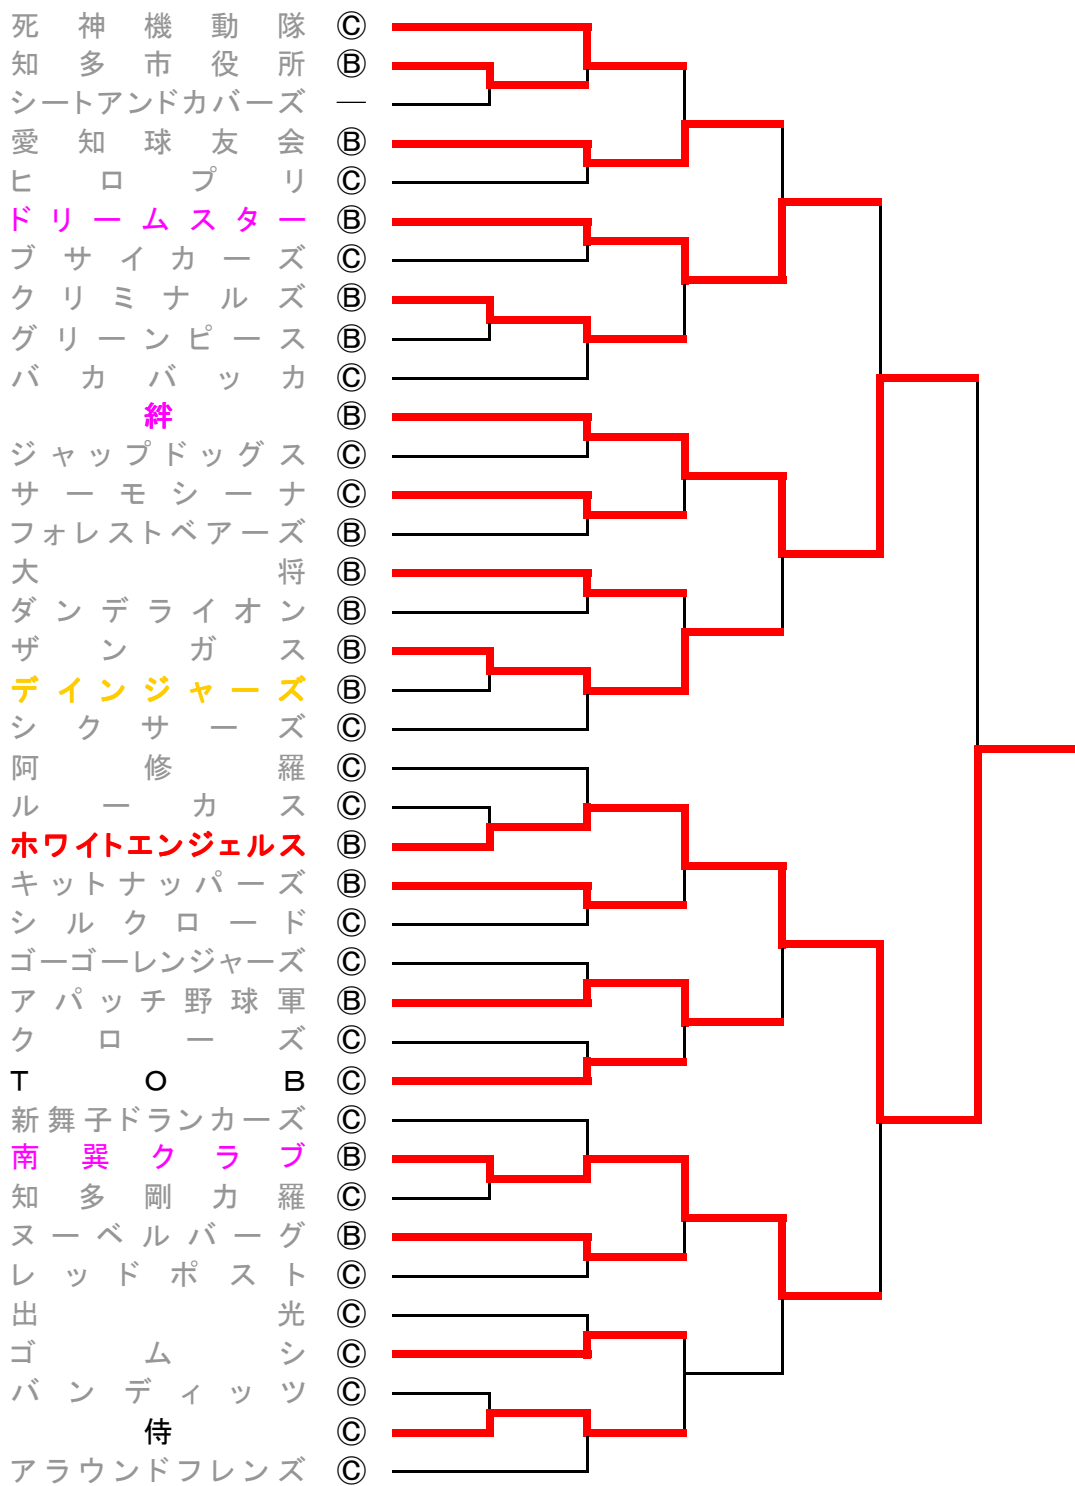 死神機動隊 Ⓒ
知多市役所 Ⓑ
シートアンドカバーズ ―
愛知球友会 Ⓑ
ヒロプリ Ⓒ
ドリームスター Ⓑ
ブサイカーズ Ⓒ
クリミナルズ Ⓑ
グリーンピース Ⓑ
バカバッカ Ⓒ
絆 Ⓑ
ジャップドッグス Ⓒ
サーモシーナ Ⓒ
フォレストベアーズ Ⓑ
大将 Ⓑ
ダンデライオン Ⓑ
ザンガス Ⓑ
デインジャーズ Ⓑ
シクサーズ Ⓒ
阿修羅 Ⓒ
ルーカス Ⓒ
ホワイトエンジェルス Ⓑ
キットナッパーズ Ⓑ
シルクロード Ⓒ
ゴーゴーレンジャーズ Ⓒ
アパッチ野球軍 Ⓑ
クローズ Ⓒ
ＴＯＢ Ⓒ
新舞子ドランカーズ Ⓒ
南巽クラブ Ⓑ
知多剛力羅 Ⓒ
ヌーベルバーグ Ⓑ
レッドポスト Ⓒ
出光 Ⓒ
ゴムシ Ⓒ
バンディッツ Ⓒ
侍 Ⓒ
アラウンドフレンズ Ⓒ